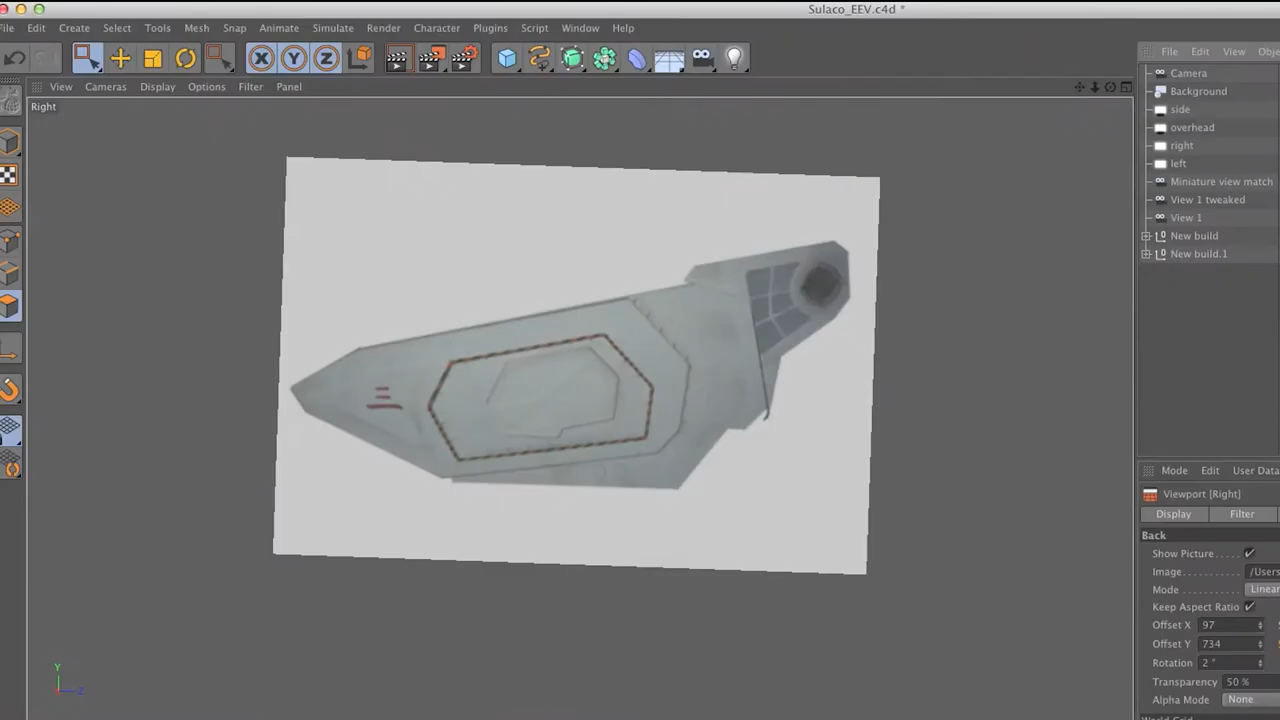 Sulaco_EEV.c4d *
File Edit Create Select Tools Mesh Snap Animate Simulate Render Character Plugins Script Window Help
X Y Z
File Edit View Obje
View Cameras Display Options Filter Panel
Right
Camera
Background
side
overhead
right
left
Miniature view match
View 1 tweaked
View 1
New build
New build.1
Mode Edit User Data
Viewport [Right]
Display Filter
Back
Show Picture
Image /Users
Mode Linear
Keep Aspect Ratio
Offset X 97
Offset Y 734
Rotation 2 °
Transparency 50 %
Alpha Mode None
World Grid
Y
Z